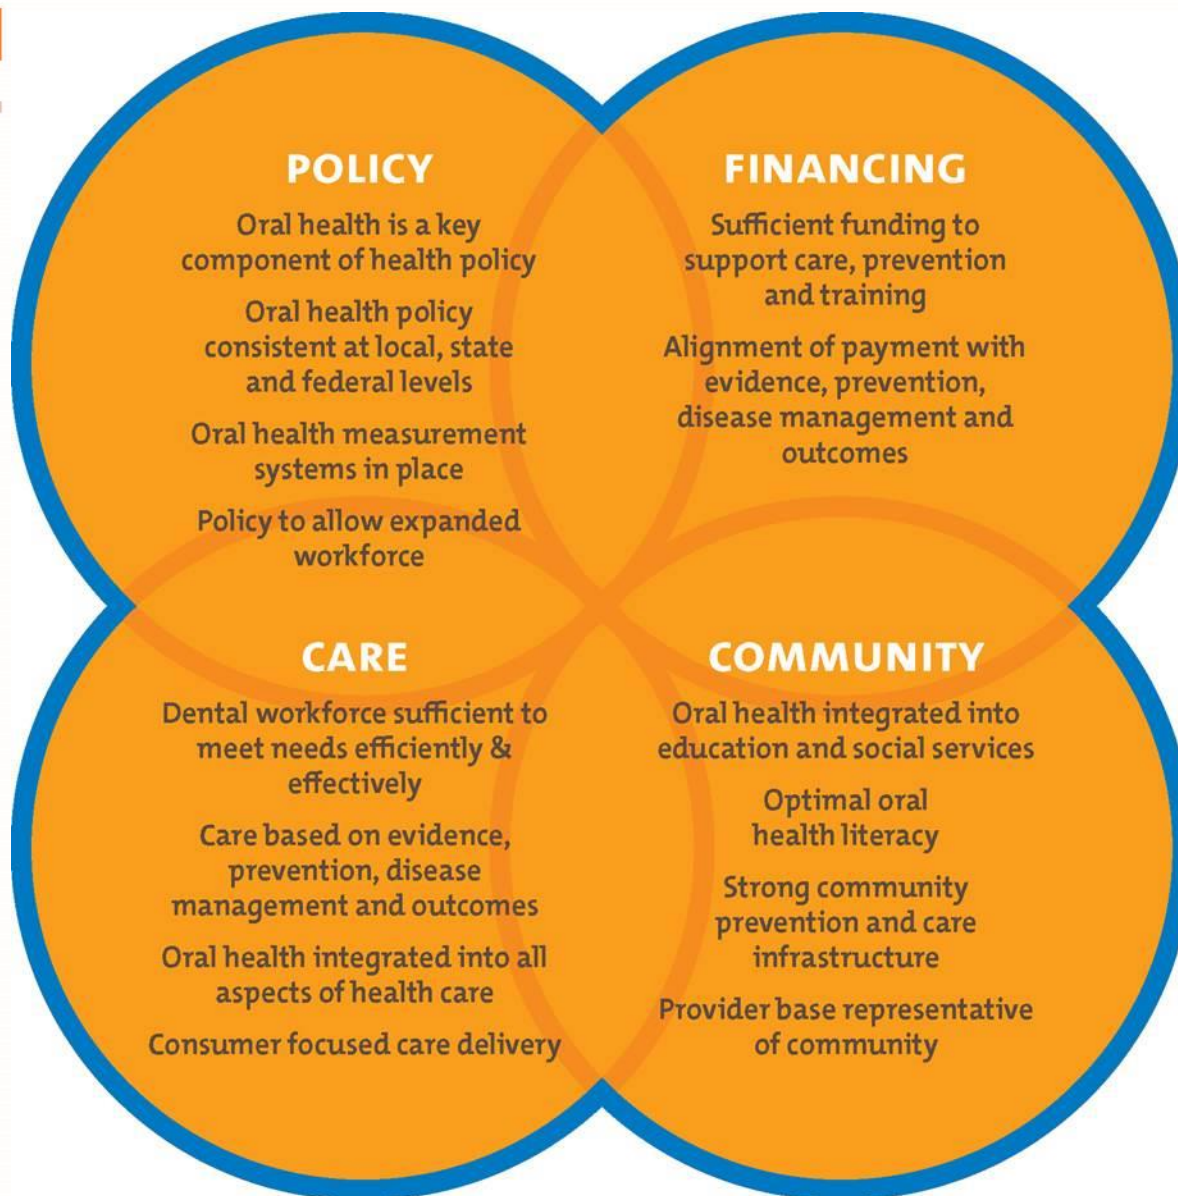 POLICY
Oral health is a key
component of health policy
Oral health policy
consistent at local, state
and federal levels
Oral health measurement
systems in place
Policy to allow expanded
workforce
FINANCING
Sufficient funding to
support care, prevention
and training
Alignment of payment with
evidence, prevention,
disease management and
outcomes
CARE
Dental workforce sufficient to
meet needs efficiently &
effectively
Care based on evidence,
prevention, disease
management and outcomes
Oral health integrated into all
aspects of health care
Consumer focused care delivery
COMMUNITY
Oral health integrated into
education and social services
Optimal oral
health literacy
Strong community
prevention and care
infrastructure
Provider base representative
of community